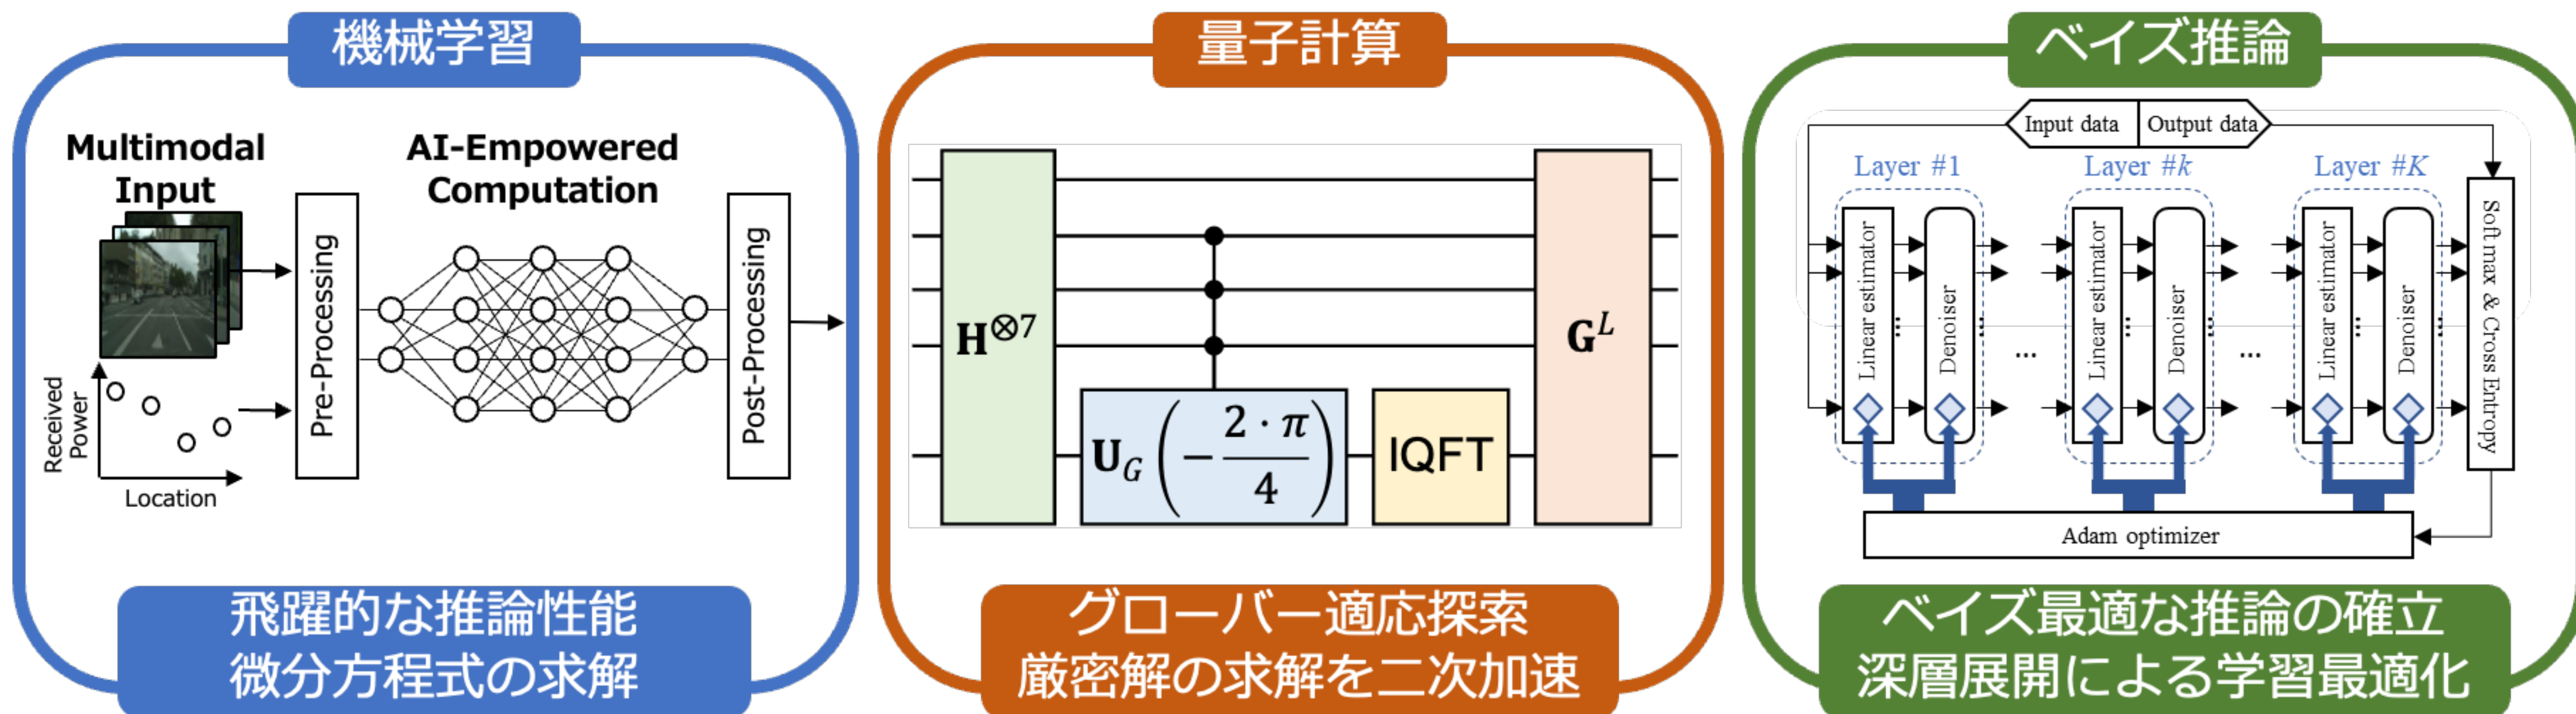 機械学習
Multimodal
Input
AI-Empowered
Computation
Pre-Processing
Post-Processing
Received
Power
Location
飛躍的な推論性能
微分方程式の求解
量子計算
H⊗7
U_G(−2·π/4)
IQFT
G^L
グローバー適応探索
厳密解の求解を二次加速
ベイズ推論
Input data
Output data
Layer #1
Layer #k
Layer #K
Linear estimator
Denoiser
...
Linear estimator
Denoiser
...
Linear estimator
Denoiser
Soft max & Cross Entropy
Adam optimizer
ベイズ最適な推論の確立
深層展開による学習最適化